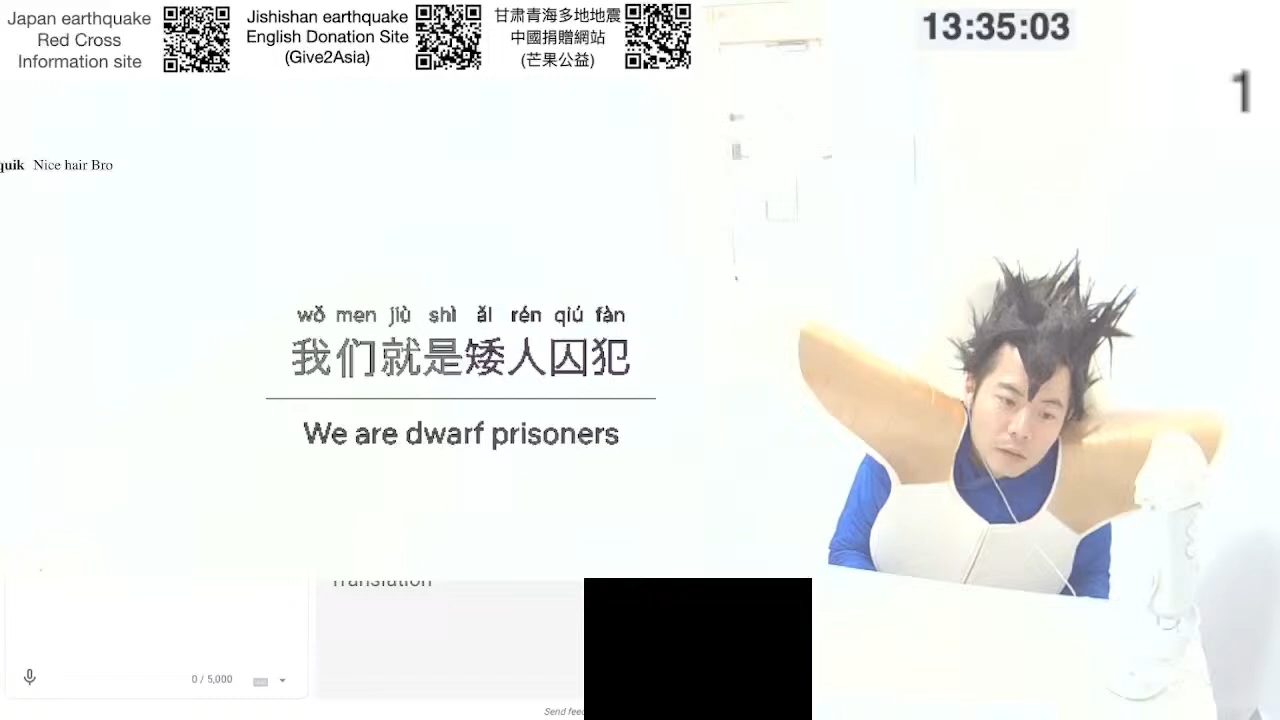 Japan earthquake
Red Cross
Information site
Jishishan earthquake
English Donation Site
(Give2Asia)
甘肅青海多地地震
中國捐贈網站
(芒果公益)
13:35:03
1
quik Nice hair Bro
wǒ men jiù shì ǎi rén qiú fàn
我们就是矮人囚犯
We are dwarf prisoners
Translation
0 / 5,000
Send feed